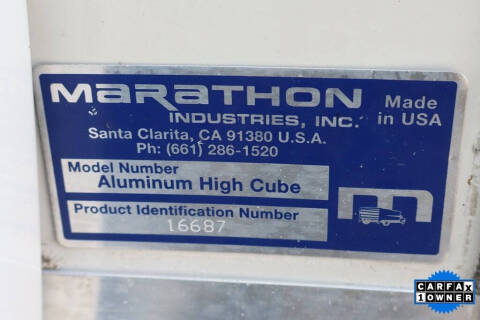 MARATHON
INDUSTRIES, INC.
Made
in USA
Santa Clarita, CA 91380 U.S.A.
Ph: (661) 286-1520
Model Number
Aluminum High Cube
Product Identification Number
16687
m
CARFAX
1 OWNER